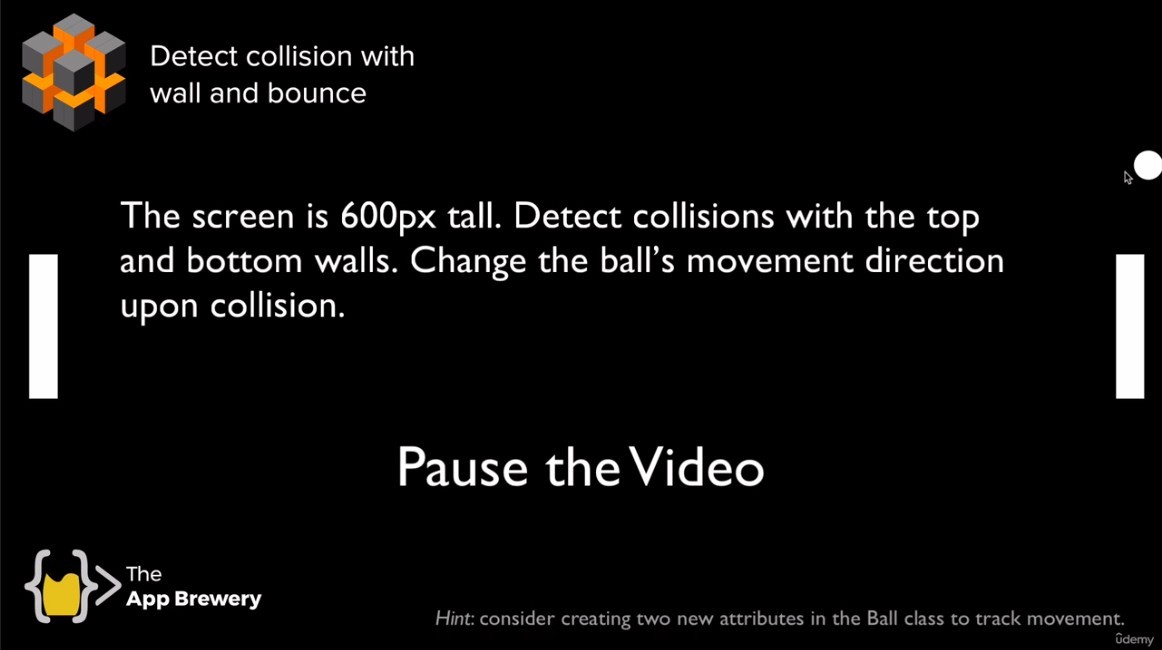 Detect collision with
wall and bounce
The screen is 600px tall. Detect collisions with the top
and bottom walls. Change the ball’s movement direction
upon collision.
Pause the Video
The
App Brewery
Hint: consider creating two new attributes in the Ball class to track movement.
ûdemy